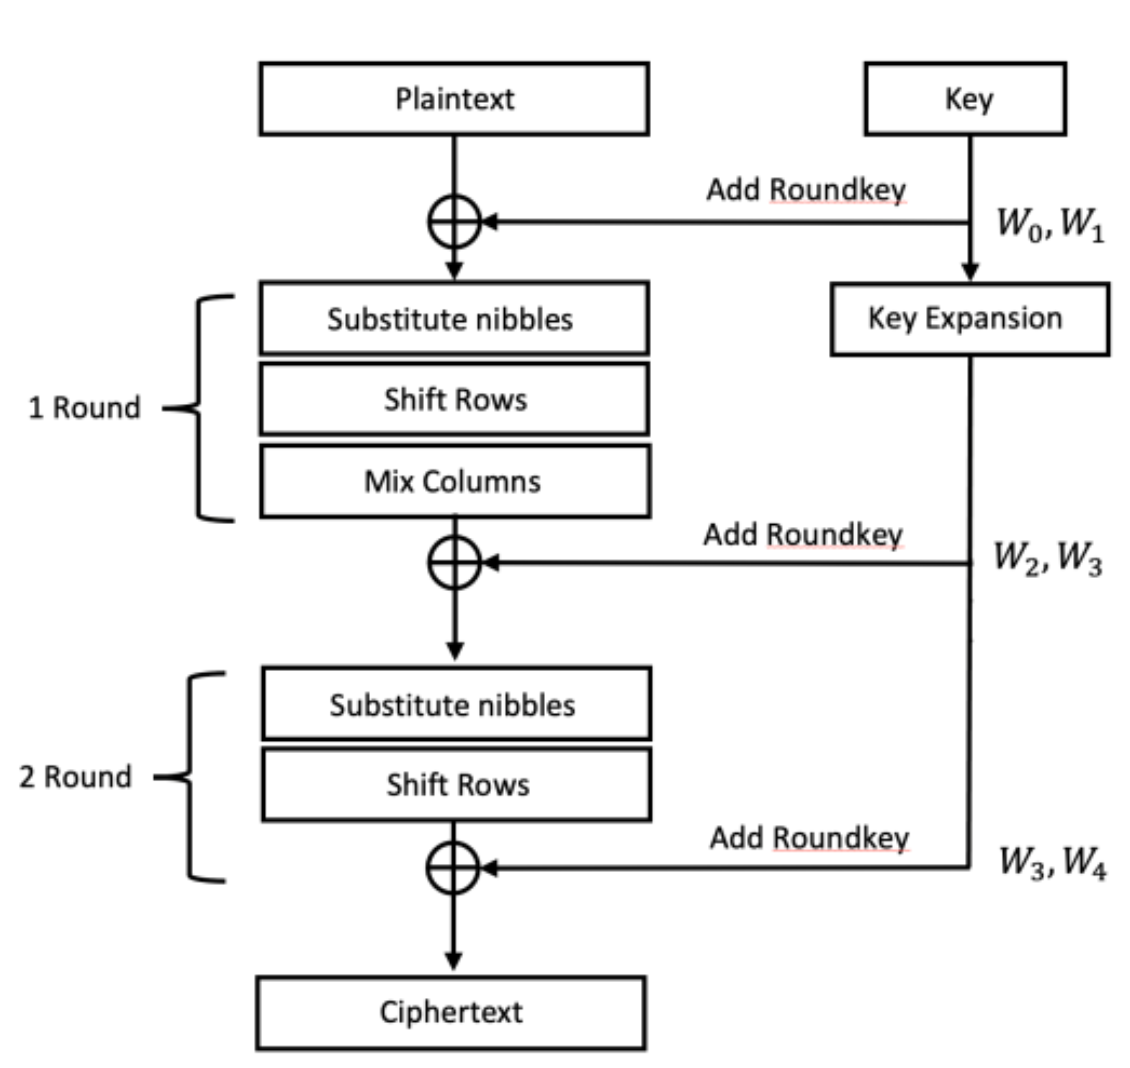 Plaintext
Key
Add Roundkey
W₀, W₁
Substitute nibbles
Key Expansion
Shift Rows
1 Round
Mix Columns
Add Roundkey
W₂, W₃
Substitute nibbles
2 Round
Shift Rows
Add Roundkey
W₃, W₄
Ciphertext